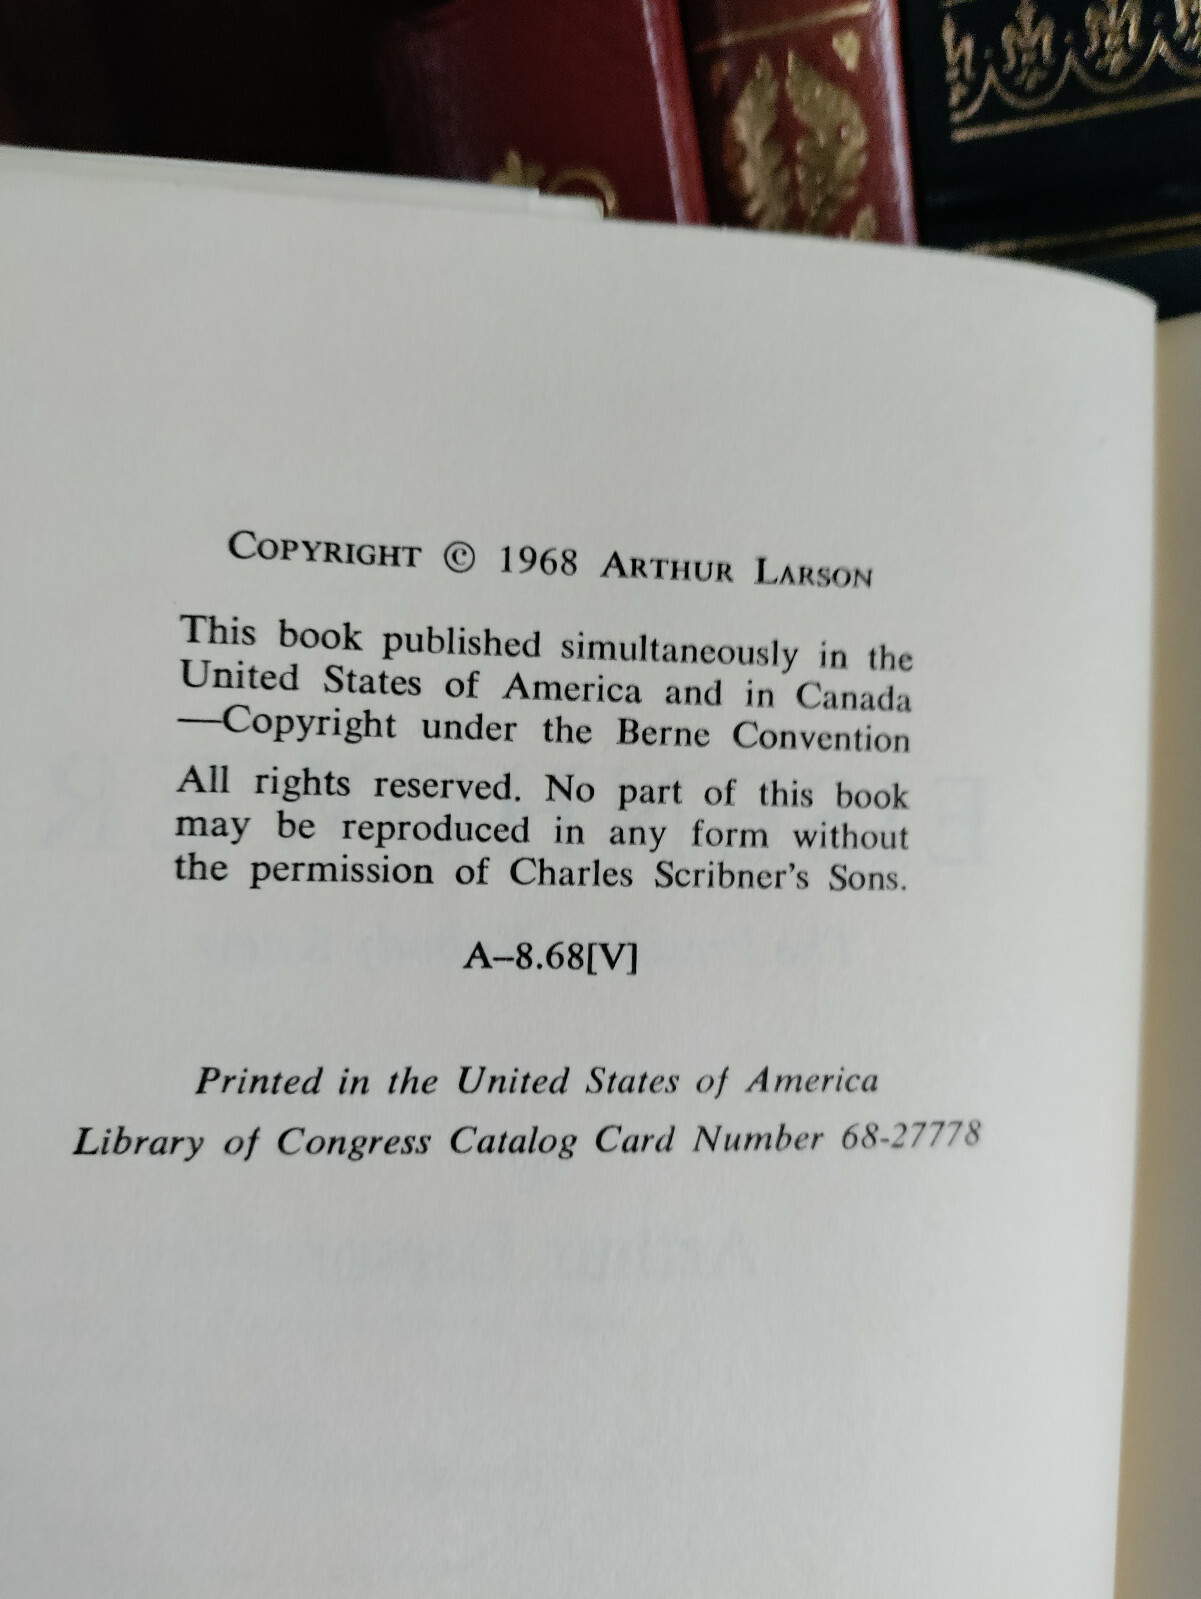 COPYRIGHT © 1968 ARTHUR LARSON
This book published simultaneously in the
United States of America and in Canada
—Copyright under the Berne Convention
All rights reserved. No part of this book
may be reproduced in any form without
the permission of Charles Scribner's Sons.
A–8.68[V]
Printed in the United States of America
Library of Congress Catalog Card Number 68-27778